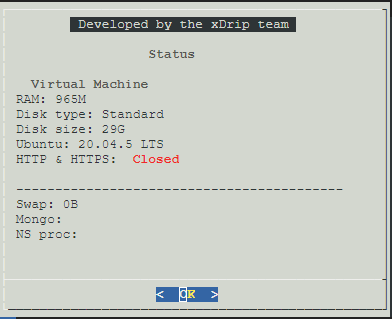 Developed by the xDrip team
Status
Virtual Machine
RAM: 965M
Disk type: Standard
Disk size: 29G
Ubuntu: 20.04.5 LTS
HTTP & HTTPS: Closed
------------------------------------------
Swap: 0B
Mongo:
NS proc:
< OK >